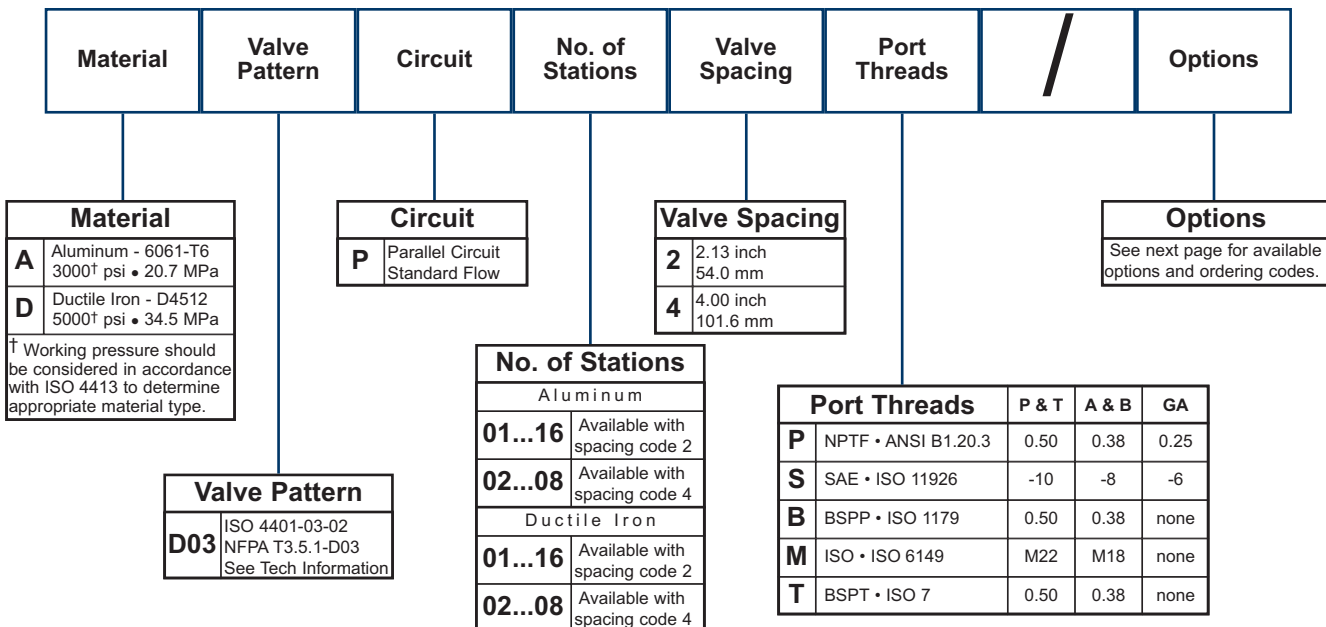 Material
Valve
Pattern
Circuit
No. of
Stations
Valve
Spacing
Port
Threads
/
Options
Material
A
Aluminum - 6061-T6
3000† psi • 20.7 MPa
D
Ductile Iron - D4512
5000† psi • 34.5 MPa
† Working pressure should
be considered in accordance
with ISO 4413 to determine
appropriate material type.
Valve Pattern
D03
ISO 4401-03-02
NFPA T3.5.1-D03
See Tech Information
Circuit
P
Parallel Circuit
Standard Flow
No. of Stations
Aluminum
01...16
Available with
spacing code 2
02...08
Available with
spacing code 4
Ductile Iron
01...16
Available with
spacing code 2
02...08
Available with
spacing code 4
Valve Spacing
2
2.13 inch
54.0 mm
4
4.00 inch
101.6 mm
Port Threads P & T A & B GA
P NPTF • ANSI B1.20.3 0.50 0.38 0.25
S SAE • ISO 11926 -10 -8 -6
B BSPP • ISO 1179 0.50 0.38 none
M ISO • ISO 6149 M22 M18 none
T BSPT • ISO 7 0.50 0.38 none
Options
See next page for available
options and ordering codes.